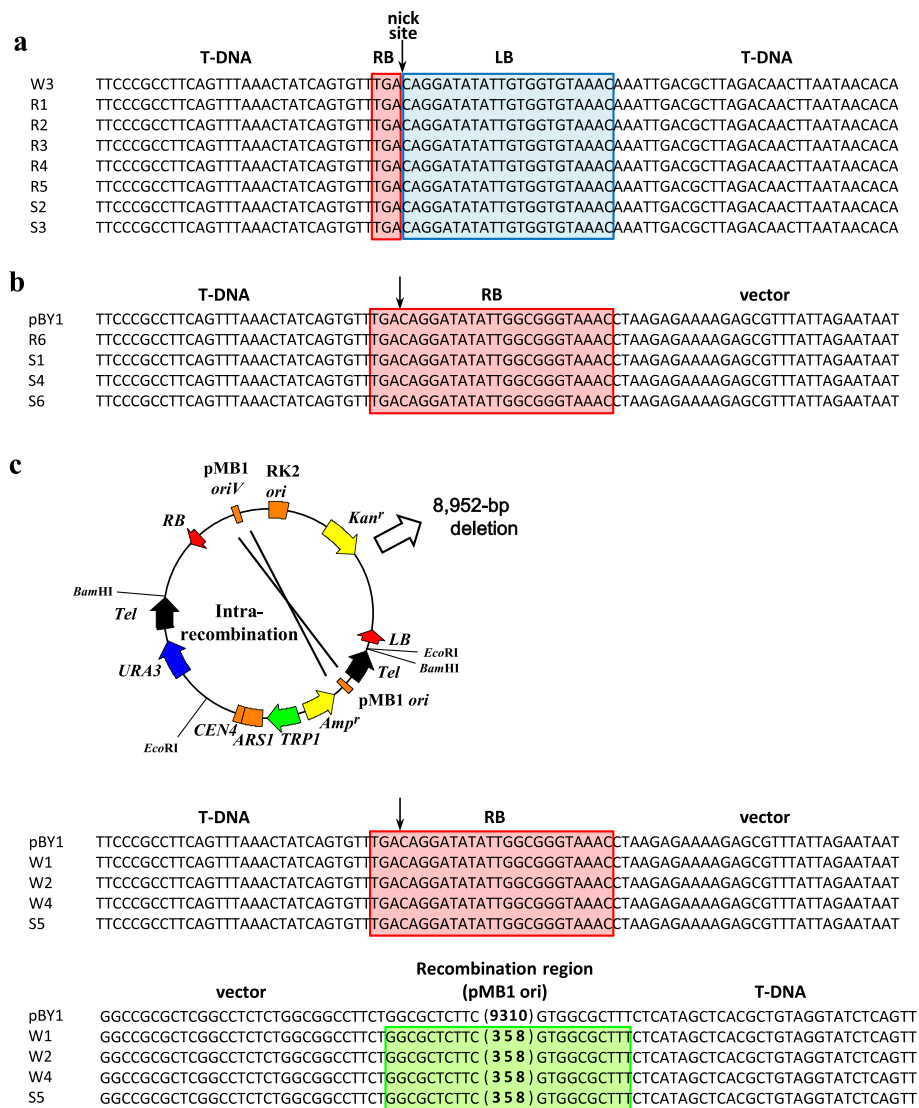 a
nick site
T-DNA RB LB T-DNA
W3 TTCCCGCCTTCAGTTTAAACTATCAGTGTTTGACAGGATATATTGTGGTGTAAACAAATTGACGCTTAGACAACTTAATAACACA
R1 TTCCCGCCTTCAGTTTAAACTATCAGTGTTTGACAGGATATATTGTGGTGTAAACAAATTGACGCTTAGACAACTTAATAACACA
R2 TTCCCGCCTTCAGTTTAAACTATCAGTGTTTGACAGGATATATTGTGGTGTAAACAAATTGACGCTTAGACAACTTAATAACACA
R3 TTCCCGCCTTCAGTTTAAACTATCAGTGTTTGACAGGATATATTGTGGTGTAAACAAATTGACGCTTAGACAACTTAATAACACA
R4 TTCCCGCCTTCAGTTTAAACTATCAGTGTTTGACAGGATATATTGTGGTGTAAACAAATTGACGCTTAGACAACTTAATAACACA
R5 TTCCCGCCTTCAGTTTAAACTATCAGTGTTTGACAGGATATATTGTGGTGTAAACAAATTGACGCTTAGACAACTTAATAACACA
S2 TTCCCGCCTTCAGTTTAAACTATCAGTGTTTGACAGGATATATTGTGGTGTAAACAAATTGACGCTTAGACAACTTAATAACACA
S3 TTCCCGCCTTCAGTTTAAACTATCAGTGTTTGACAGGATATATTGTGGTGTAAACAAATTGACGCTTAGACAACTTAATAACACA
b
T-DNA RB vector
pBY1 TTCCCGCCTTCAGTTTAAACTATCAGTGTTTGACAGGATATATTGGCGGGTAAACCTAAGAGAAAAGAGCGTTTATTAGAATAAT
R6 TTCCCGCCTTCAGTTTAAACTATCAGTGTTTGACAGGATATATTGGCGGGTAAACCTAAGAGAAAAGAGCGTTTATTAGAATAAT
S1 TTCCCGCCTTCAGTTTAAACTATCAGTGTTTGACAGGATATATTGGCGGGTAAACCTAAGAGAAAAGAGCGTTTATTAGAATAAT
S4 TTCCCGCCTTCAGTTTAAACTATCAGTGTTTGACAGGATATATTGGCGGGTAAACCTAAGAGAAAAGAGCGTTTATTAGAATAAT
S6 TTCCCGCCTTCAGTTTAAACTATCAGTGTTTGACAGGATATATTGGCGGGTAAACCTAAGAGAAAAGAGCGTTTATTAGAATAAT
c
pMB1 oriV
RK2 ori
Kanr
8,952-bp deletion
RB
BamHI
Tel
Intra-recombination
LB
EcoRI
BamHI
Tel
URA3
pMB1 ori
Ampr
TRP1
ARS1
CEN4
EcoRI
T-DNA RB vector
pBY1 TTCCCGCCTTCAGTTTAAACTATCAGTGTTTGACAGGATATATTGGCGGGTAAACCTAAGAGAAAAGAGCGTTTATTAGAATAAT
W1 TTCCCGCCTTCAGTTTAAACTATCAGTGTTTGACAGGATATATTGGCGGGTAAACCTAAGAGAAAAGAGCGTTTATTAGAATAAT
W2 TTCCCGCCTTCAGTTTAAACTATCAGTGTTTGACAGGATATATTGGCGGGTAAACCTAAGAGAAAAGAGCGTTTATTAGAATAAT
W4 TTCCCGCCTTCAGTTTAAACTATCAGTGTTTGACAGGATATATTGGCGGGTAAACCTAAGAGAAAAGAGCGTTTATTAGAATAAT
S5 TTCCCGCCTTCAGTTTAAACTATCAGTGTTTGACAGGATATATTGGCGGGTAAACCTAAGAGAAAAGAGCGTTTATTAGAATAAT
Recombination region
vector (pMB1 ori) T-DNA
pBY1 GGCGCGCTCGGCCTCTCTGGCGGCCTTCTGGCGCTCTTC(9310)GTGGCGCTTTCTCATAGCTCACGCTGTAGGTATCTCAGTT
W1 GGCGCGCTCGGCCTCTCTGGCGGCCTTCTGGCGCTCTTC(358)GTGGCGCTTTCTCATAGCTCACGCTGTAGGTATCTCAGTT
W2 GGCGCGCTCGGCCTCTCTGGCGGCCTTCTGGCGCTCTTC(358)GTGGCGCTTTCTCATAGCTCACGCTGTAGGTATCTCAGTT
W4 GGCGCGCTCGGCCTCTCTGGCGGCCTTCTGGCGCTCTTC(358)GTGGCGCTTTCTCATAGCTCACGCTGTAGGTATCTCAGTT
S5 GGCGCGCTCGGCCTCTCTGGCGGCCTTCTGGCGCTCTTC(358)GTGGCGCTTTCTCATAGCTCACGCTGTAGGTATCTCAGTT